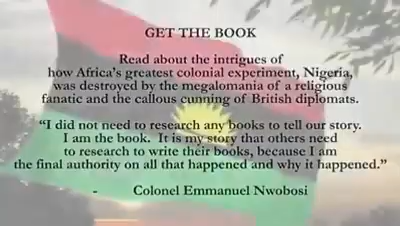 GET THE BOOK
Read about the intrigues of
how Africa's greatest colonial experiment, Nigeria,
was destroyed by the megalomania of a religious
fanatic and the callous cunning of British diplomats.
“I did not need to research any books to tell our story.
I am the book. It is my story that others need
to research to write their books, because I am
the final authority on all that happened and why it happened.”
- Colonel Emmanuel Nwobosi